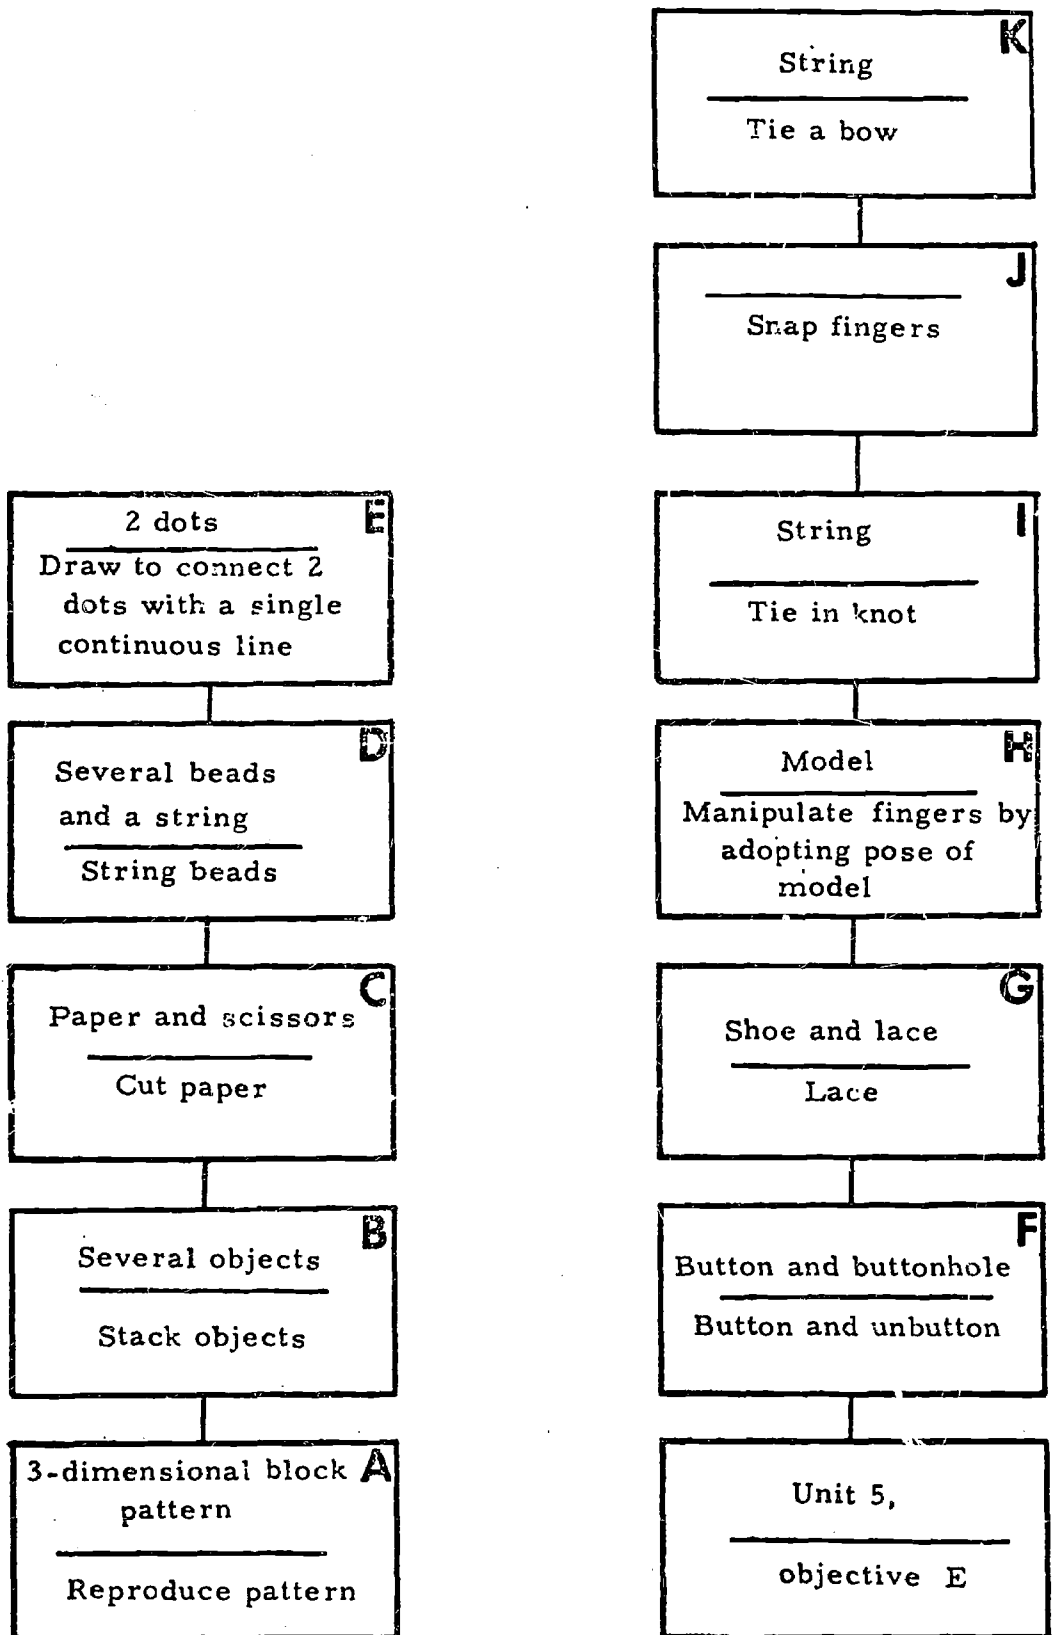 E
2 dots
Draw to connect 2
dots with a single
continuous line
D
Several beads
and a string
String beads
C
Paper and scissors
Cut paper
B
Several objects
Stack objects
A
3-dimensional block
pattern
Reproduce pattern
K
String
Tie a bow
J
Snap fingers
I
String
Tie in knot
H
Model
Manipulate fingers by
adopting pose of
model
G
Shoe and lace
Lace
F
Button and buttonhole
Button and unbutton
Unit 5,
objective E